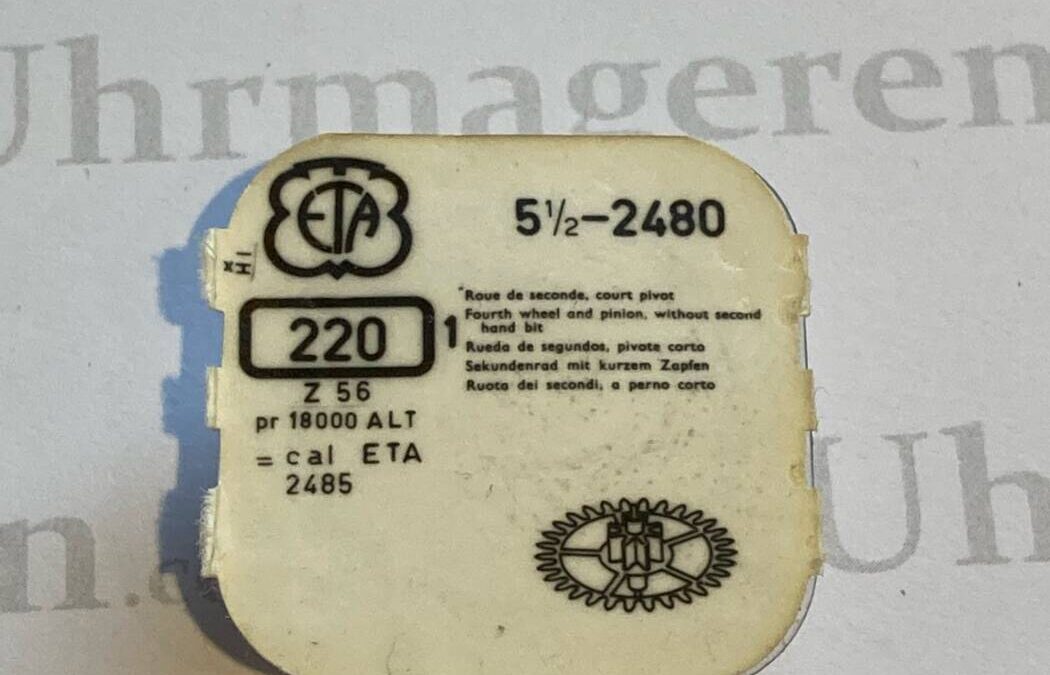 Uhrmageren
ETA
5½-2480
HI
220
1
Roue de seconde, court pivot
Fourth wheel and pinion, without second
hand bit
Rueda de segundos, pivote corto
Sekundenrad mit kurzem Zapfen
Ruota dei secondi, a perno corto
Z 56
pr 18000 ALT
= cal ETA
2485
Uh
n.